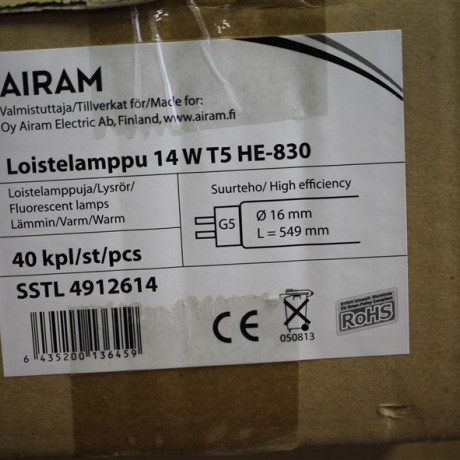 AIRAM
Valmistuttaja/Tillverkat för/Made for:
Oy Airam Electric Ab, Finland, www.airam.fi
Loistelamppu 14 W T5 HE-830
Loistelamppuja/Lysrör/
Fluorescent lamps
Lämmin/Varm/Warm
Suurteho/ High efficiency
G5
Ø 16 mm
L = 549 mm
40 kpl/st/pcs
SSTL 4912614
6 435200 136459
CE
050813
RoHS